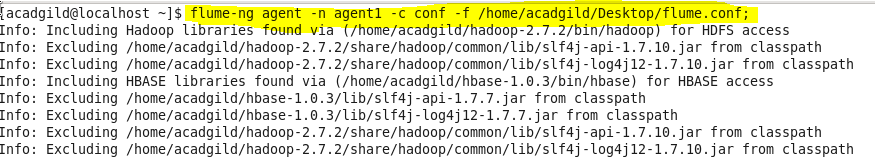 [acadgild@localhost ~]$ flume-ng agent -n agent1 -c conf -f /home/acadgild/Desktop/flume.conf;
Info: Including Hadoop libraries found via (/home/acadgild/hadoop-2.7.2/bin/hadoop) for HDFS access
Info: Excluding /home/acadgild/hadoop-2.7.2/share/hadoop/common/lib/slf4j-api-1.7.10.jar from classpath
Info: Excluding /home/acadgild/hadoop-2.7.2/share/hadoop/common/lib/slf4j-log4j12-1.7.10.jar from classpath
Info: Including HBASE libraries found via (/home/acadgild/hbase-1.0.3/bin/hbase) for HBASE access
Info: Excluding /home/acadgild/hbase-1.0.3/lib/slf4j-api-1.7.7.jar from classpath
Info: Excluding /home/acadgild/hbase-1.0.3/lib/slf4j-log4j12-1.7.7.jar from classpath
Info: Excluding /home/acadgild/hadoop-2.7.2/share/hadoop/common/lib/slf4j-api-1.7.10.jar from classpath
Info: Excluding /home/acadgild/hadoop-2.7.2/share/hadoop/common/lib/slf4j-log4j12-1.7.10.jar from classpath